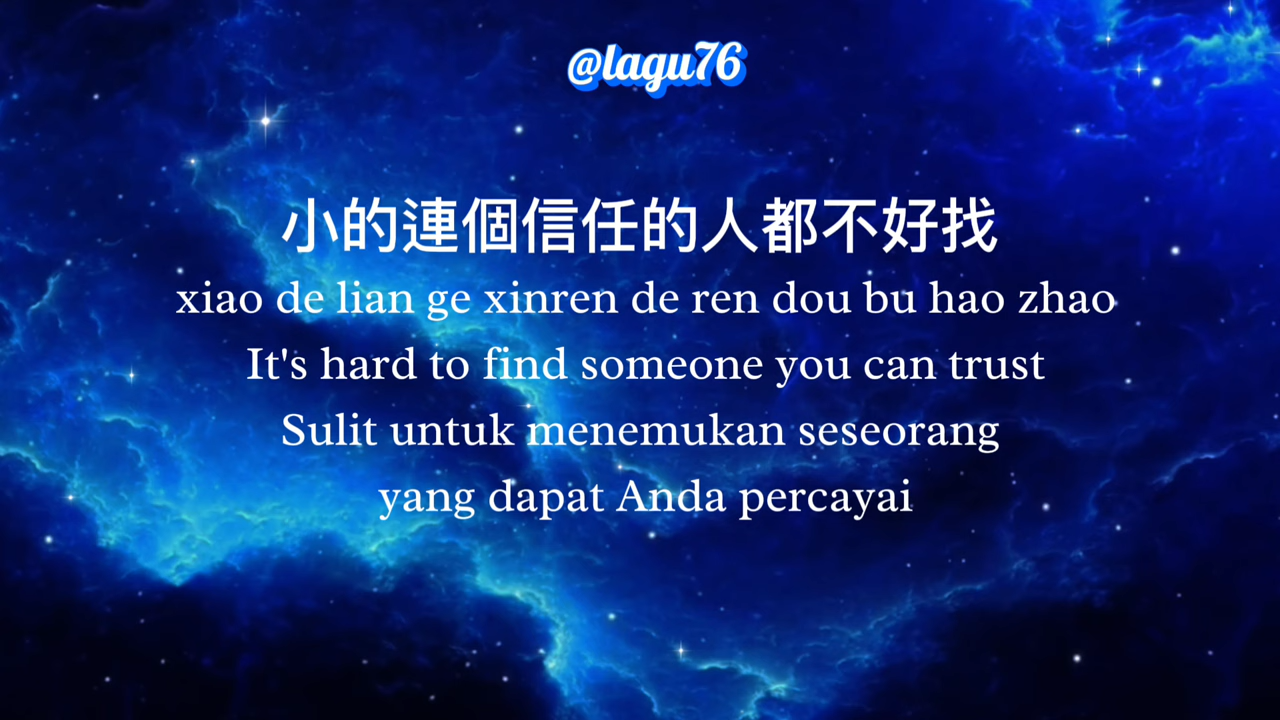 @lagu76
小的連個信任的人都不好找
xiao de lian ge xinren de ren dou bu hao zhao
It's hard to find someone you can trust
Sulit untuk menemukan seseorang
yang dapat Anda percayai